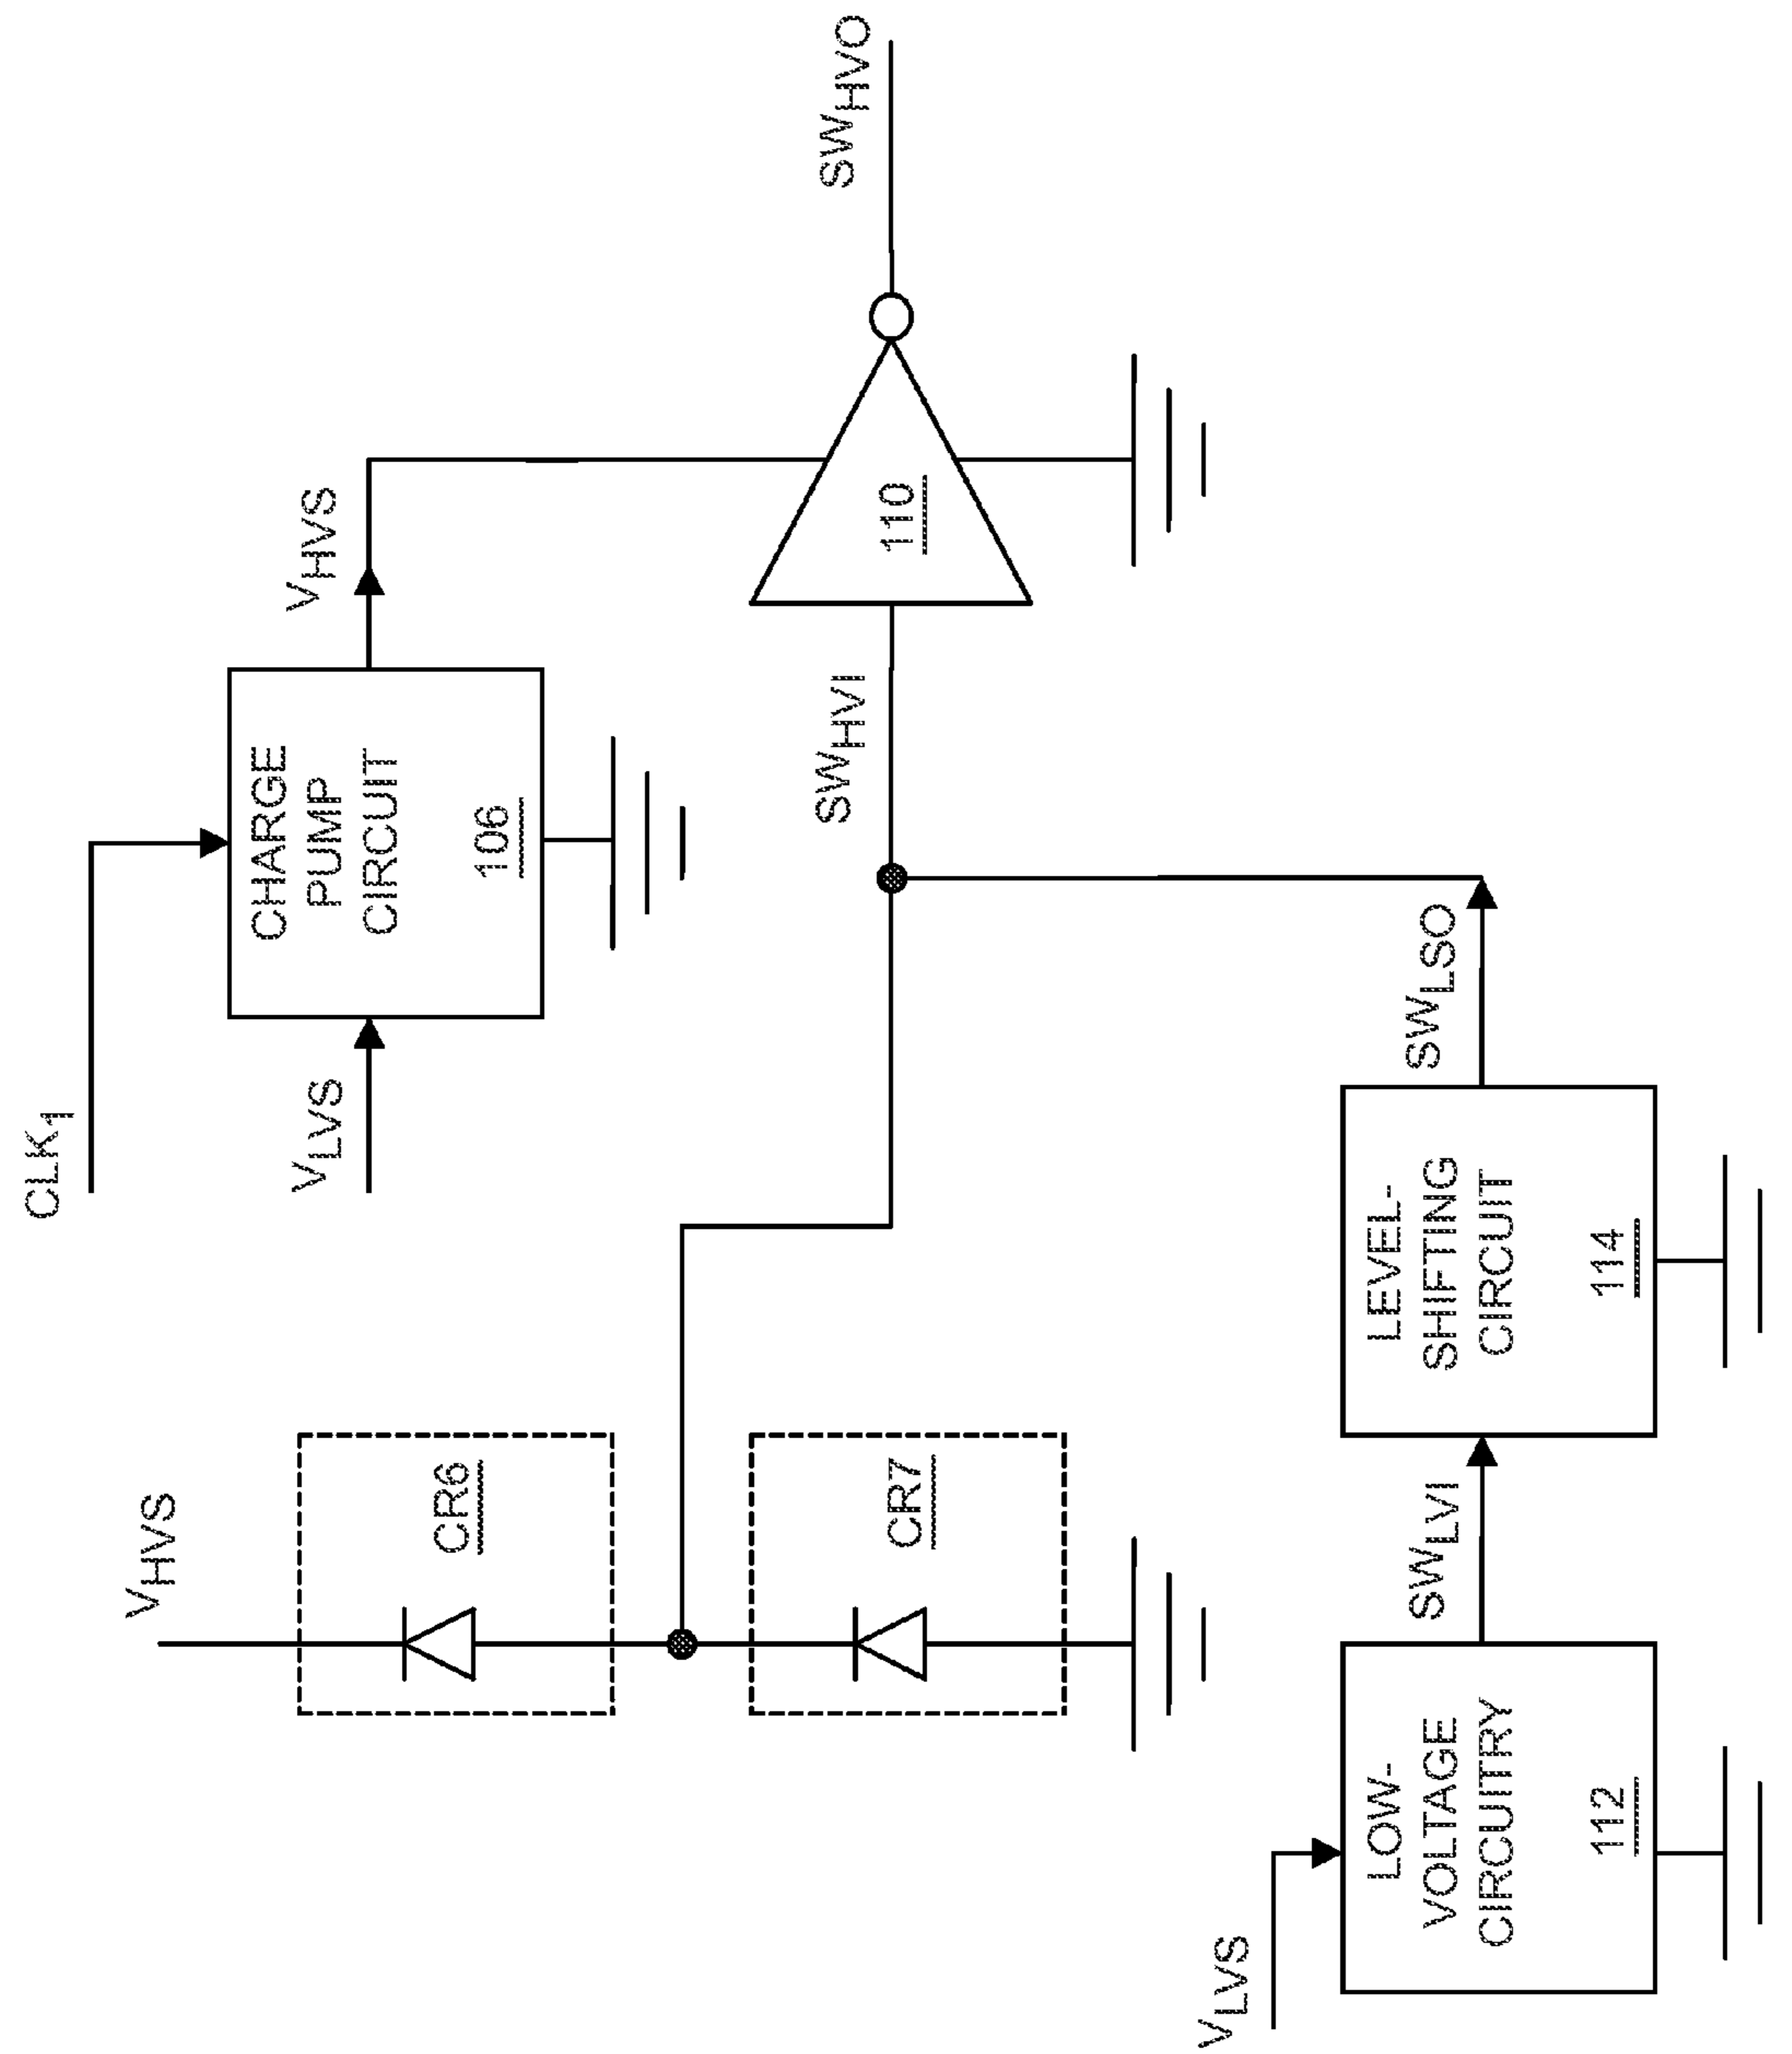 CLK1
VLVS
CHARGE
PUMP
CIRCUIT
106
VHVS
SWHVO
110
SWHVI
VHVS
CR6
CR7
SWLSO
LEVEL-
SHIFTING
CIRCUIT
114
SWLVI
VLVS
LOW-
VOLTAGE
CIRCUITRY
112